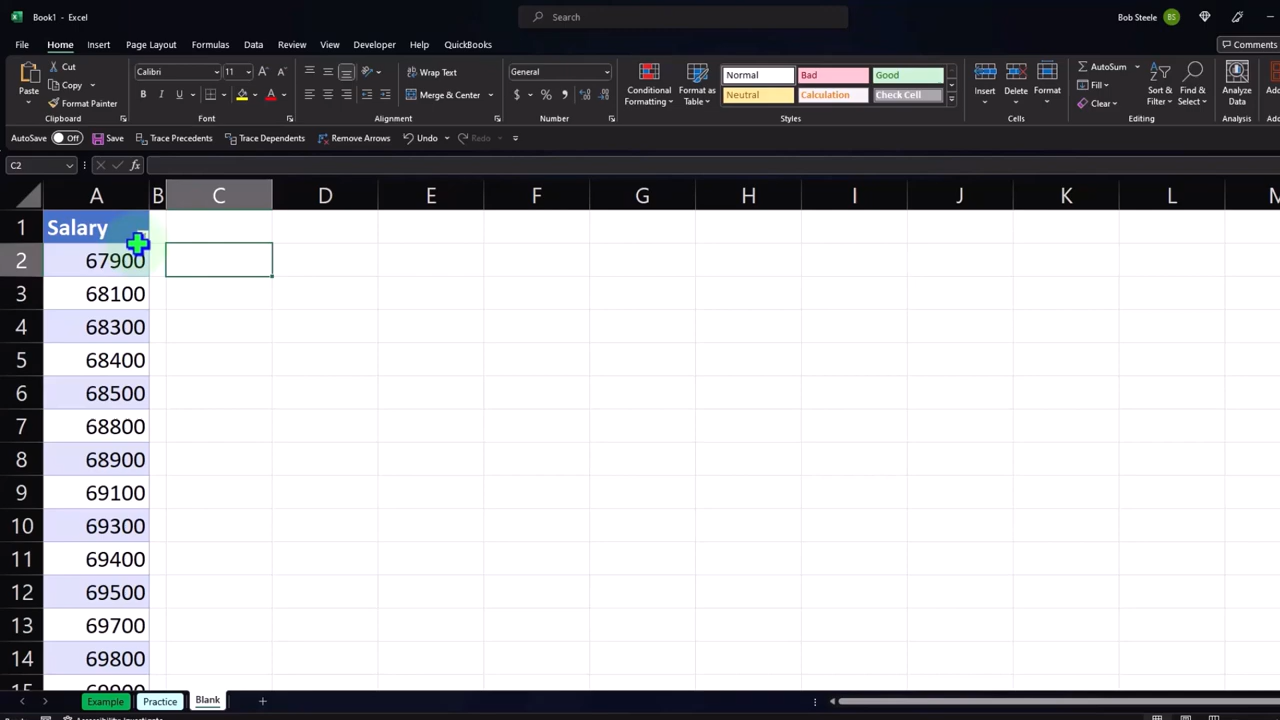 Book1 - Excel
Search
Bob Steele BS
File Home Insert Page Layout Formulas Data Review View Developer Help QuickBooks
Comments
Paste
Cut
Copy
Format Painter
Clipboard
Calibri 11
B I U
Font
Wrap Text
Merge & Center
Alignment
General
$ % ,
Number
Conditional Formatting
Format as Table
Normal Bad Good
Neutral Calculation Check Cell
Styles
Insert Delete Format
Cells
AutoSum
Fill
Clear
Sort & Filter
Find & Select
Editing
Analyze Data
Analysis
AutoSave Off Save Trace Precedents Trace Dependents Remove Arrows Undo Redo
C2 fx
A B C D E F G H I J K L M
1 Salary
2 67900
3 68100
4 68300
5 68400
6 68500
7 68800
8 68900
9 69100
10 69300
11 69400
12 69500
13 69700
14 69800
Example Practice Blank